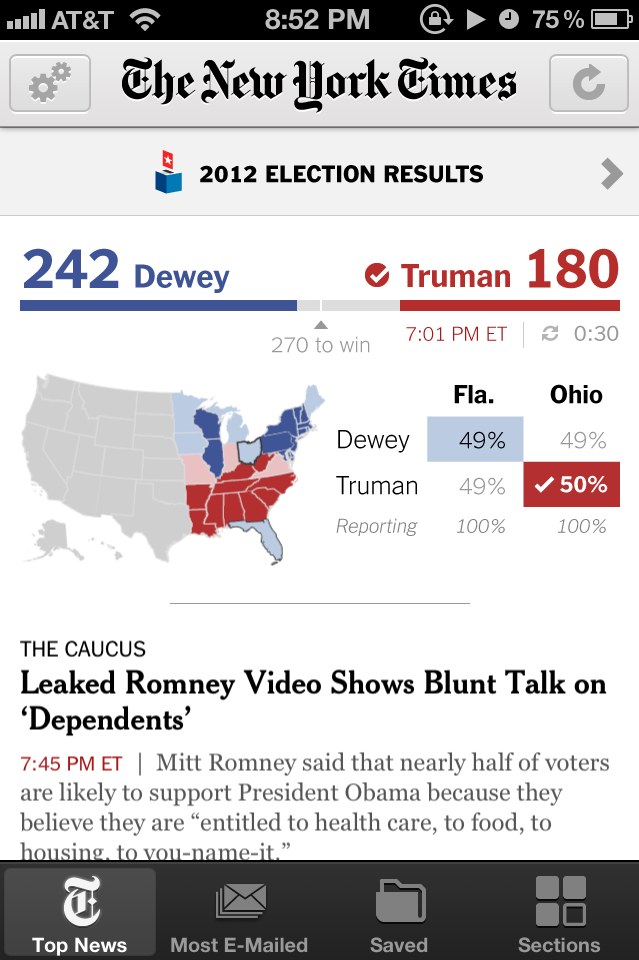 AT&T 8:52 PM 75%
The New York Times
2012 ELECTION RESULTS
242 Dewey Truman 180
270 to win 7:01 PM ET 0:30
Fla. Ohio
Dewey 49% 49%
Truman 49% 50%
Reporting 100% 100%
THE CAUCUS
Leaked Romney Video Shows Blunt Talk on
‘Dependents’
7:45 PM ET | Mitt Romney said that nearly half of voters
are likely to support President Obama because they
believe they are “entitled to health care, to food, to
housing, to you-name-it.”
Top News Most E-Mailed Saved Sections